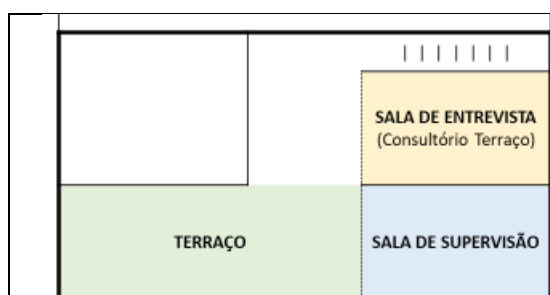 SALA DE ENTREVISTA
(Consultório Terraço)
TERRAÇO
SALA DE SUPERVISÃO